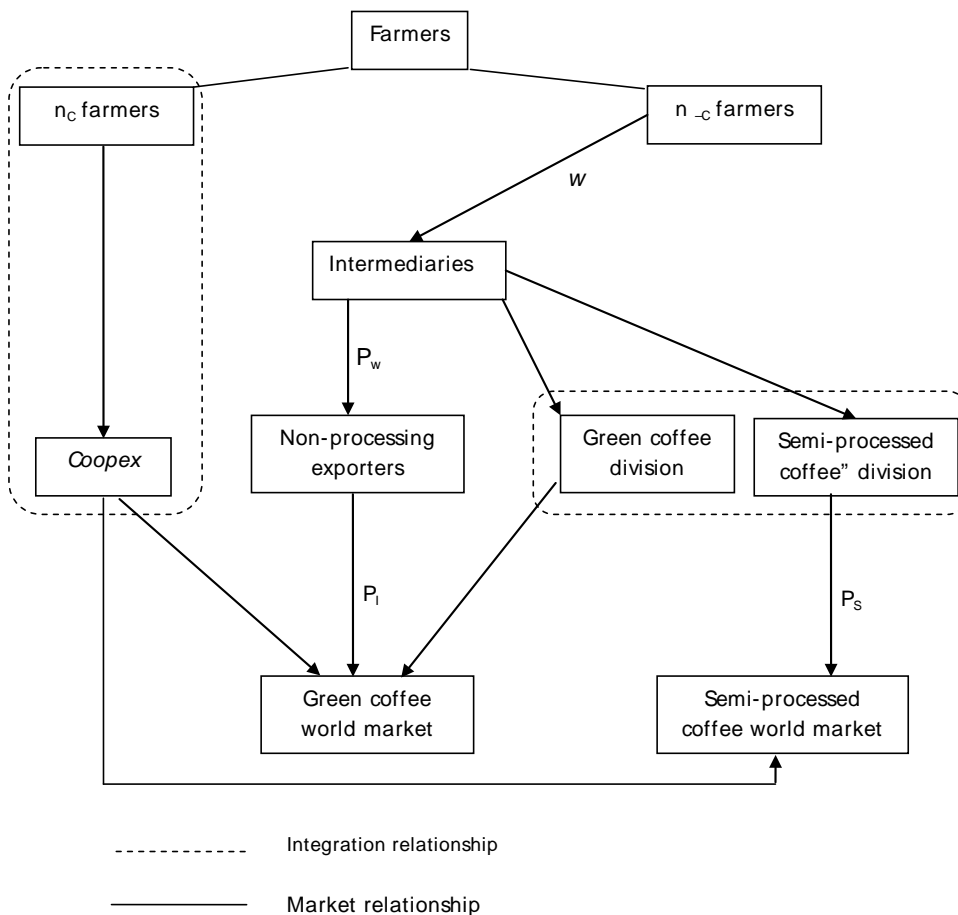 Farmers
n_C farmers
n_–C farmers
w
Intermediaries
P_w
Non-processing
exporters
Green coffee
division
Semi-processed
coffee” division
Coopex
P_I
P_S
Green coffee
world market
Semi-processed
coffee world market
Integration relationship
Market relationship